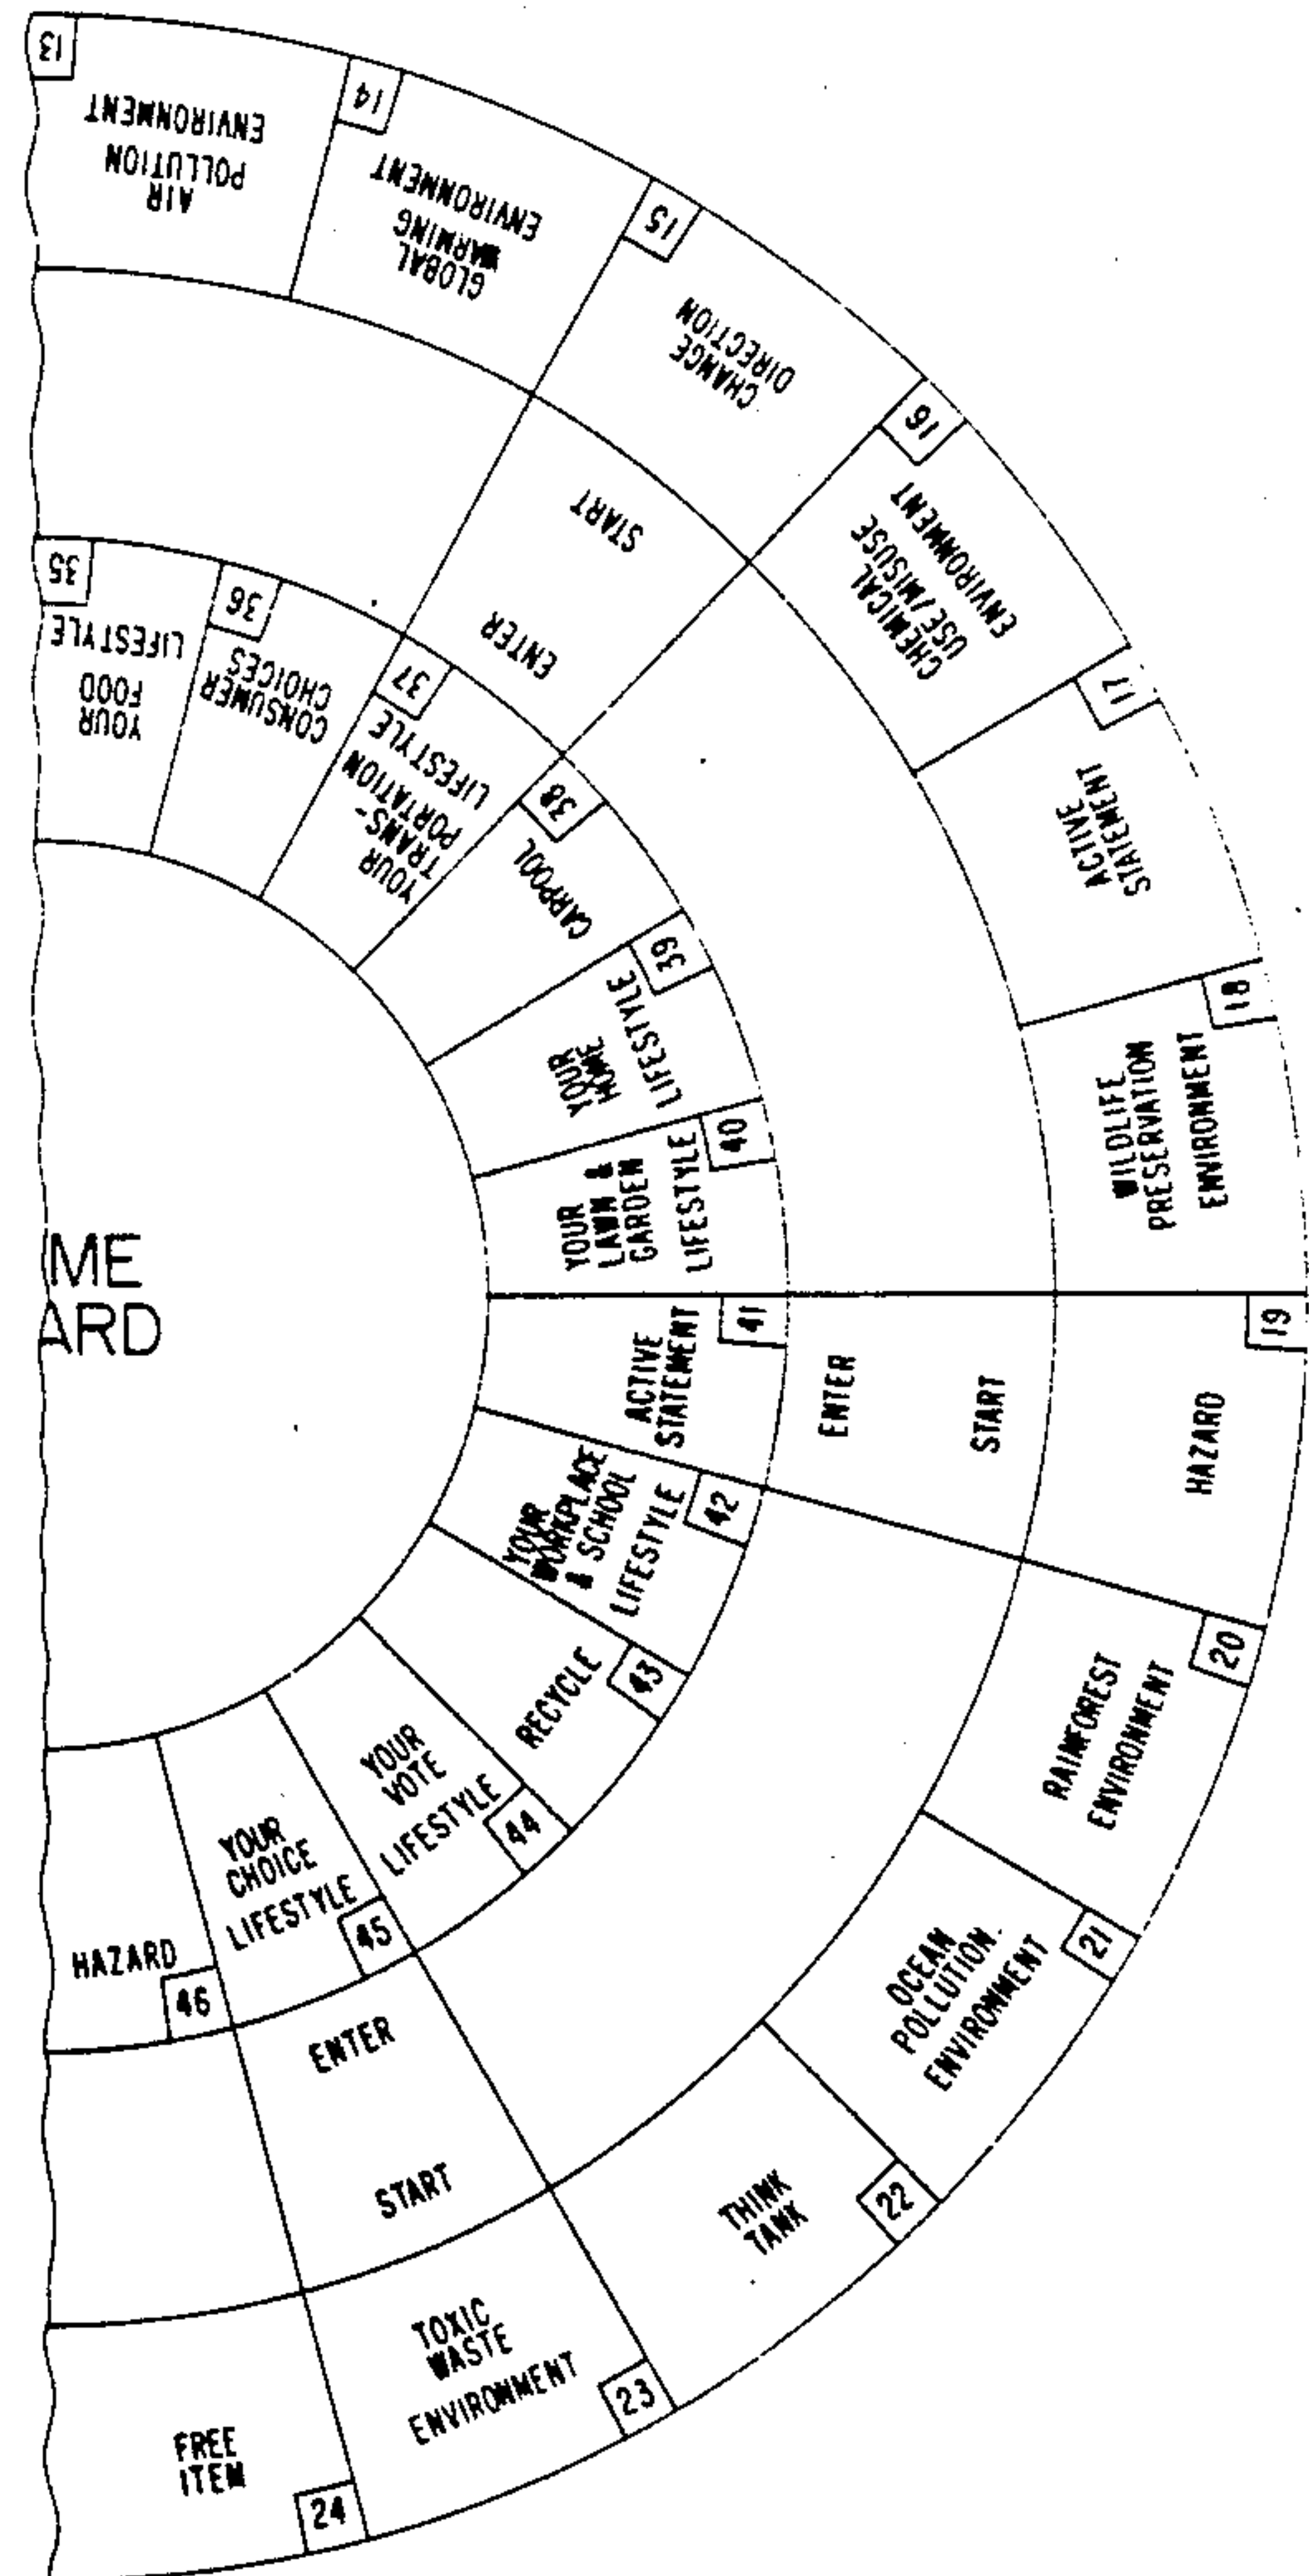 13
AIR
POLLUTION
ENVIRONMENT
14
GLOBAL
WARMING
ENVIRONMENT
15
CHANGE
DIRECTION
16
CHEMICAL
USE/MISUSE
ENVIRONMENT
17
ACTIVE
STATEMENT
18
WILDLIFE
PRESERVATION
ENVIRONMENT
19
HAZARD
20
RAINFOREST
ENVIRONMENT
21
OCEAN
POLLUTION
ENVIRONMENT
22
THINK
TANK
23
TOXIC
WASTE
ENVIRONMENT
24
FREE
ITEM
START
ENTER
ENTER
START
ENTER
START
35
YOUR
FOOD
LIFESTYLE
36
CONSUMER
CHOICES
37
YOUR
TRANS-
PORTATION
LIFESTYLE
38
CARPOOL
39
YOUR
HOME
LIFESTYLE
40
YOUR
LAWN &
GARDEN
LIFESTYLE
41
ACTIVE
STATEMENT
42
YOUR
WORKPLACE
& SCHOOL
LIFESTYLE
43
RECYCLE
44
YOUR
VOTE
LIFESTYLE
45
YOUR
CHOICE
LIFESTYLE
46
HAZARD
ME
ARD